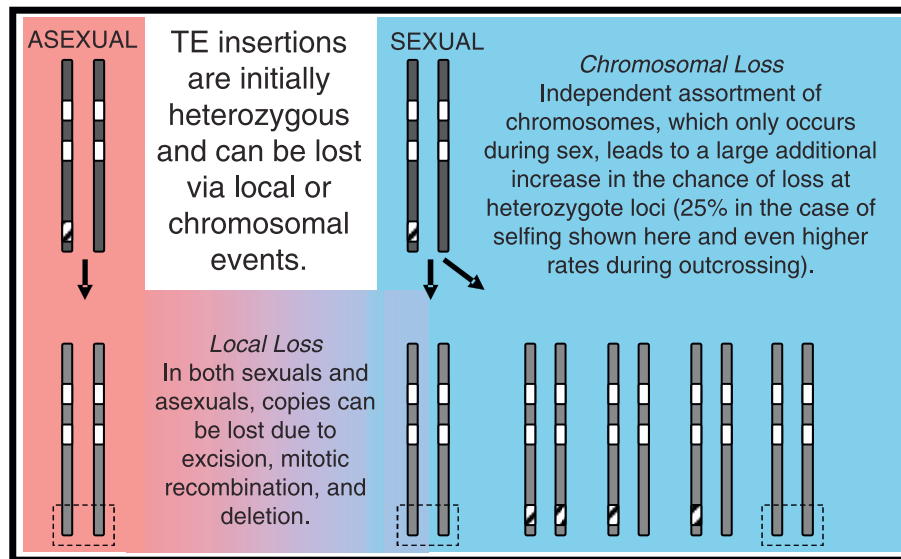 ASEXUAL
TE insertions
are initially
heterozygous
and can be lost
via local or
chromosomal
events.
SEXUAL
Chromosomal Loss
Independent assortment of
chromosomes, which only occurs
during sex, leads to a large additional
increase in the chance of loss at
heterozygote loci (25% in the case of
selfing shown here and even higher
rates during outcrossing).
Local Loss
In both sexuals and
asexuals, copies can
be lost due to
excision, mitotic
recombination, and
deletion.